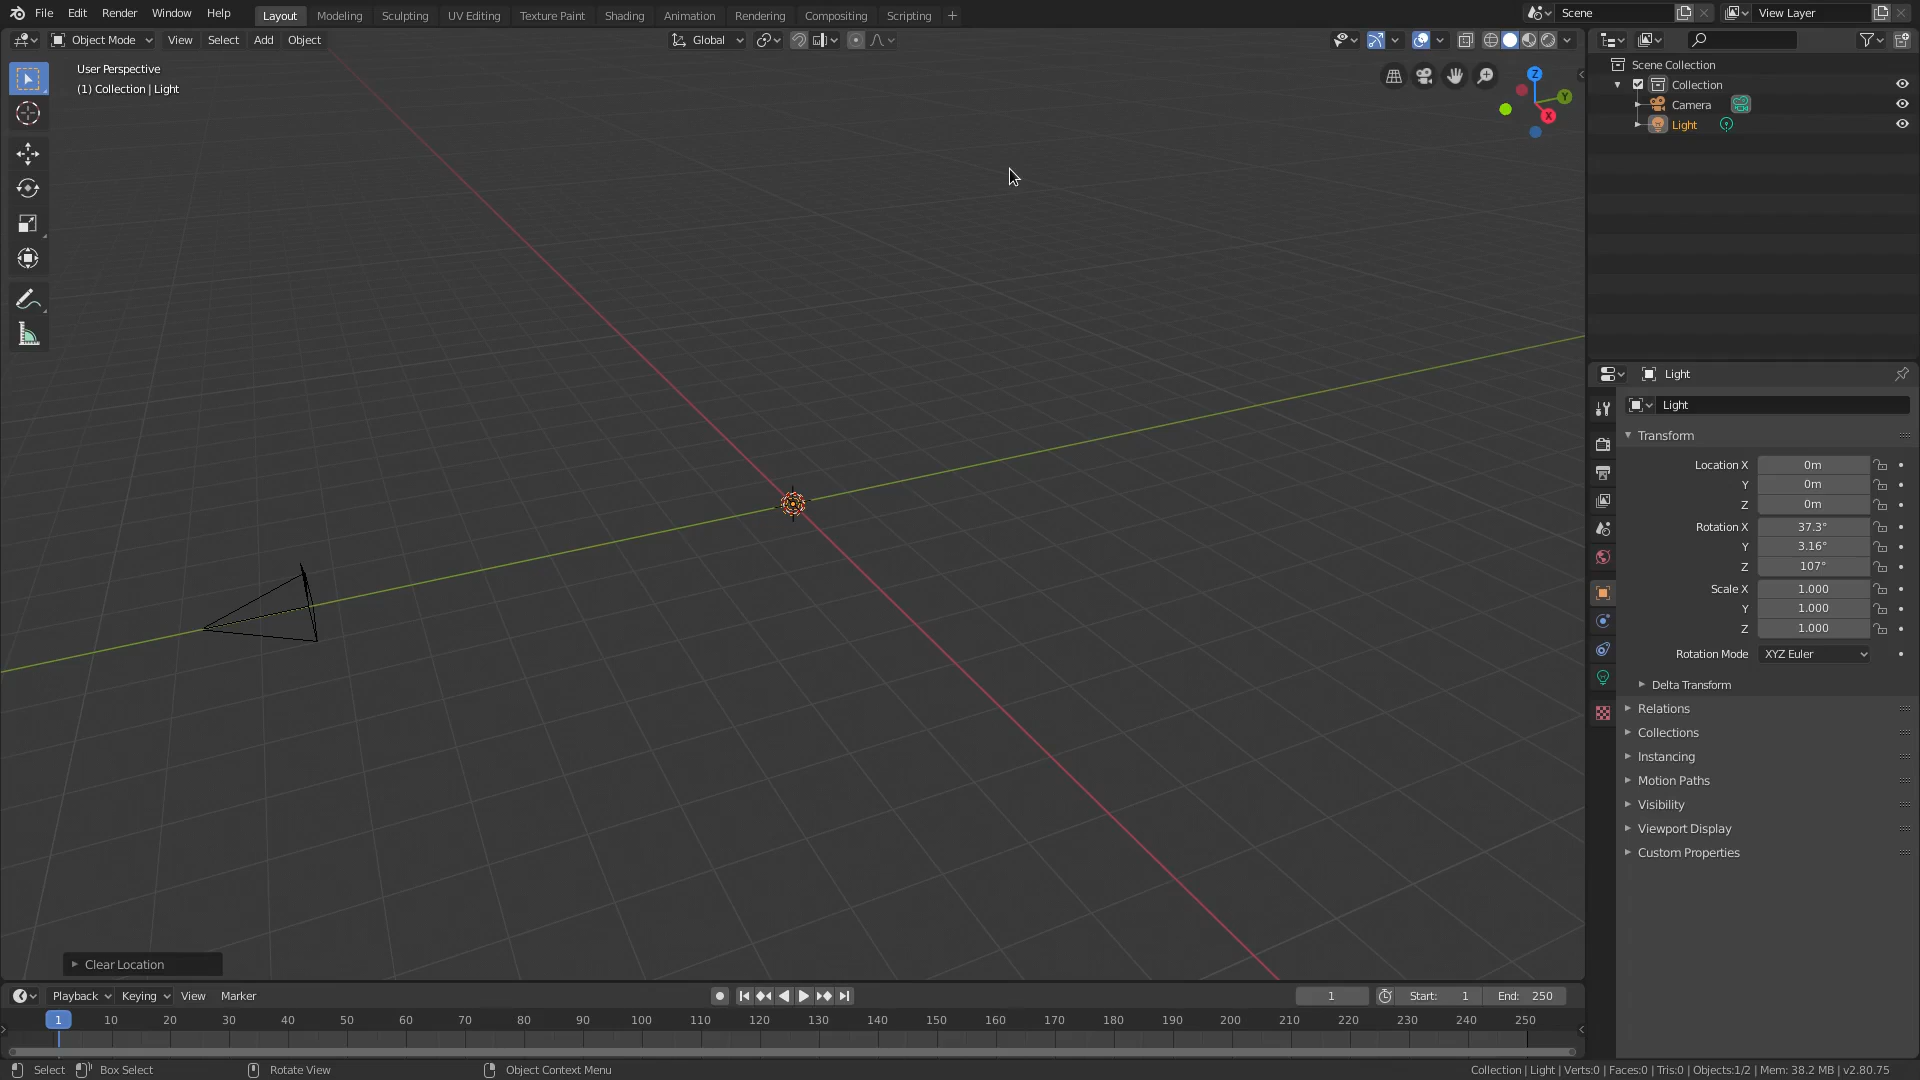 File Edit Render Window Help Layout Modeling Sculpting UV Editing Texture Paint Shading Animation Rendering Compositing Scripting + Scene View Layer
Object Mode View Select Add Object Global
User Perspective
(1) Collection | Light
Z
Y
X
Scene Collection
Collection
Camera
Light
Light
Light
Transform
Location X 0m
Y 0m
Z 0m
Rotation X 37.3°
Y 3.16°
Z 107°
Scale X 1.000
Y 1.000
Z 1.000
Rotation Mode XYZ Euler
Delta Transform
Relations
Collections
Instancing
Motion Paths
Visibility
Viewport Display
Custom Properties
Clear Location
Playback Keying View Marker 1 Start: 1 End: 250
1 10 20 30 40 50 60 70 80 90 100 110 120 130 140 150 160 170 180 190 200 210 220 230 240 250
Select Box Select Rotate View Object Context Menu Collection | Light | Verts:0 | Faces:0 | Tris:0 | Objects:1/2 | Mem: 38.2 MB | v2.80.75